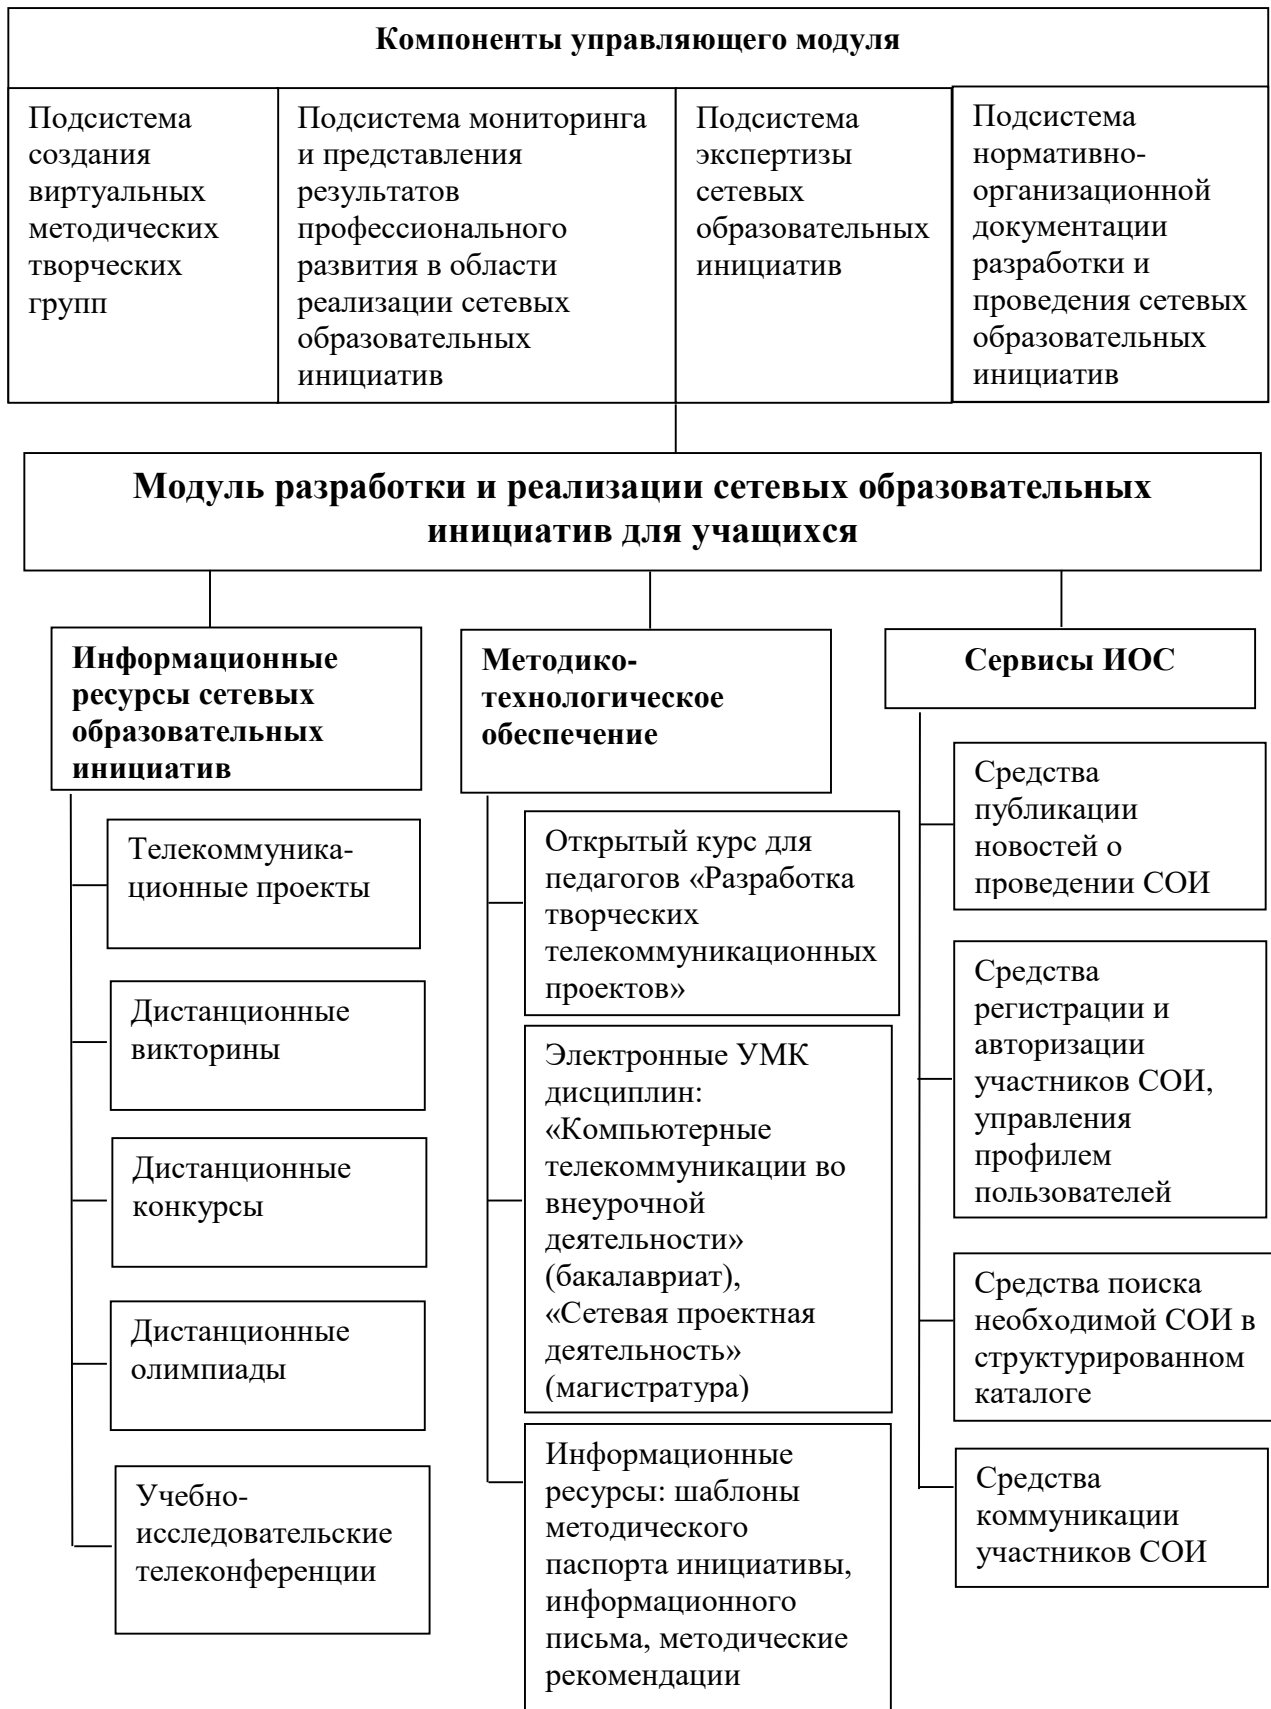 Компоненты управляющего модуля
Подсистема
создания
виртуальных
методических
творческих
групп
Подсистема мониторинга
и представления
результатов
профессионального
развития в области
реализации сетевых
образовательных
инициатив
Подсистема
экспертизы
сетевых
образовательных
инициатив
Подсистема
нормативно-
организационной
документации
разработки и
проведения сетевых
образовательных
инициатив
Модуль разработки и реализации сетевых образовательных
инициатив для учащихся
Информационные
ресурсы сетевых
образовательных
инициатив
Телекоммуника-
ционные проекты
Дистанционные
викторины
Дистанционные
конкурсы
Дистанционные
олимпиады
Учебно-
исследовательские
телеконференции
Методико-
технологическое
обеспечение
Открытый курс для
педагогов «Разработка
творческих
телекоммуникационных
проектов»
Электронные УМК
дисциплин:
«Компьютерные
телекоммуникации во
внеурочной
деятельности»
(бакалавриат),
«Сетевая проектная
деятельность»
(магистратура)
Информационные
ресурсы: шаблоны
методического
паспорта инициативы,
информационного
письма, методические
рекомендации
Сервисы ИОС
Средства
публикации
новостей о
проведении СОИ
Средства
регистрации и
авторизации
участников СОИ,
управления
профилем
пользователей
Средства поиска
необходимой СОИ в
структурированном
каталоге
Средства
коммуникации
участников СОИ